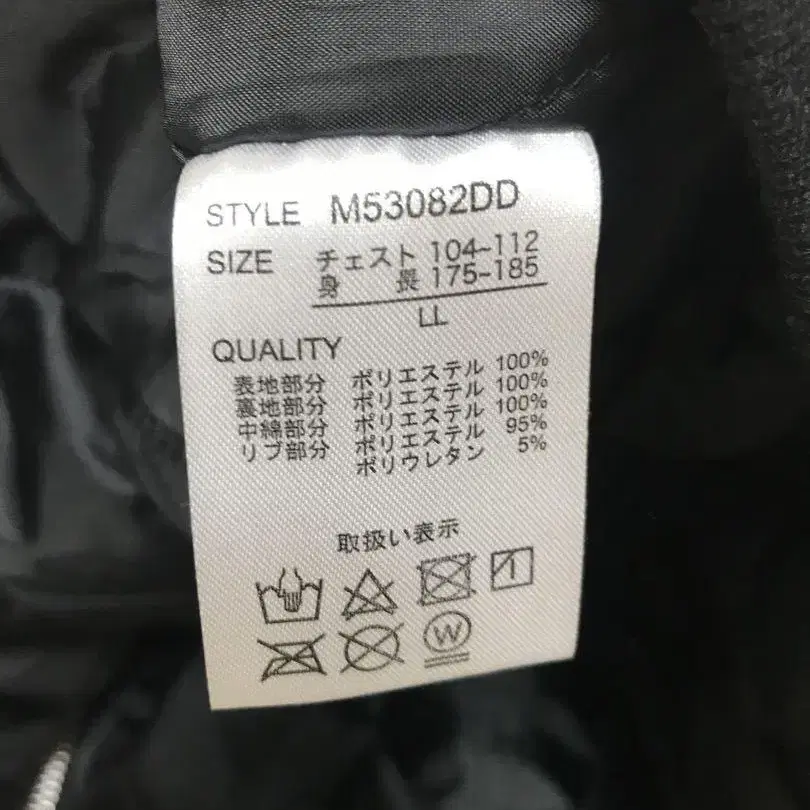 STYLE M53082DD
SIZE チェスト 104~112
身長 175~185
LL
QUALITY
表地部分 ポリエステル 100%
裏地部分 ポリエステル 100%
中綿部分 ポリエステル 100%
リブ部分 ポリエステル 95%
ポリウレタン 5%
取扱い表示
W